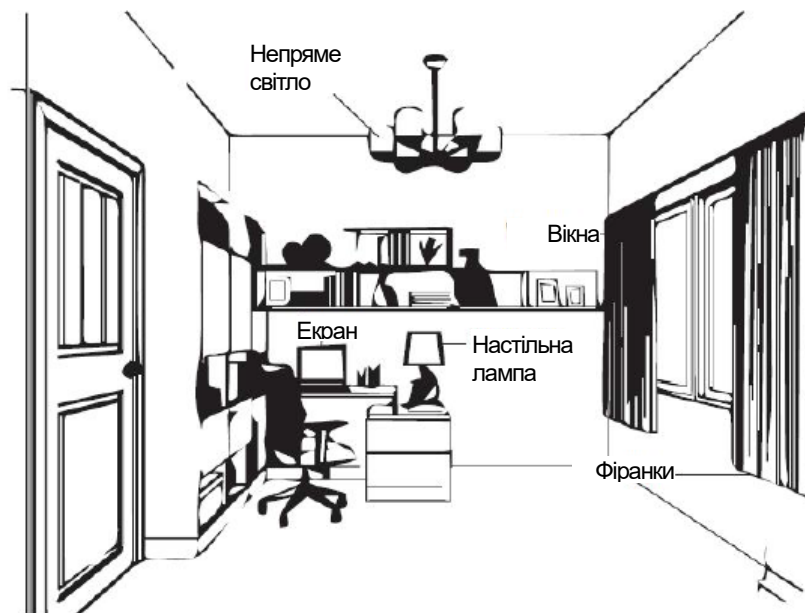 Непряме
світло
Вікна
Екран
Настільна
лампа
Фіранки